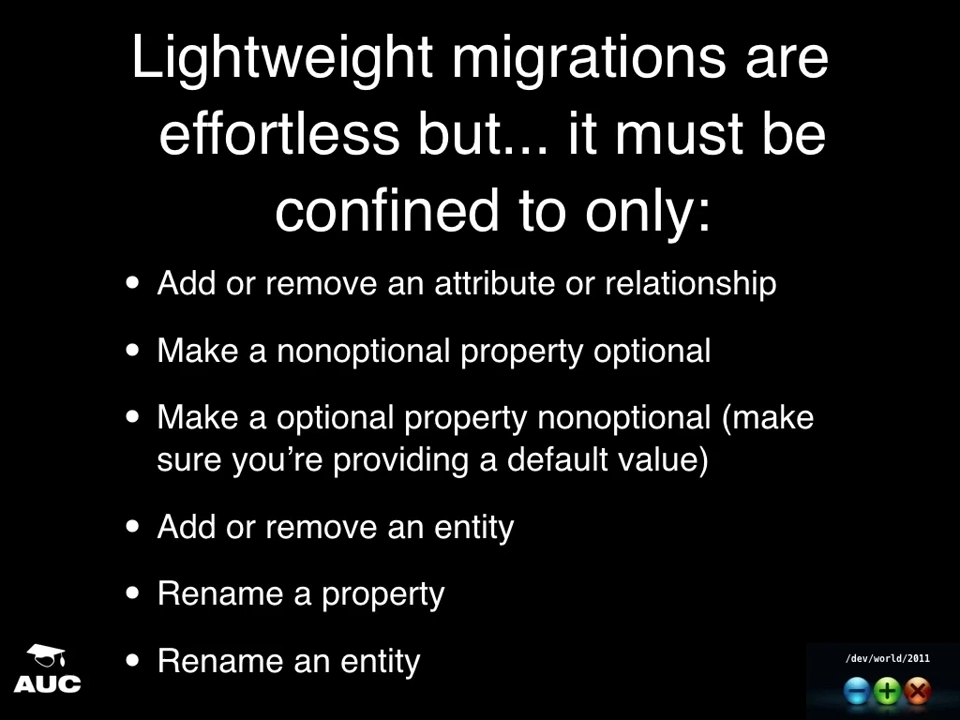 Lightweight migrations are
effortless but... it must be
confined to only:
• Add or remove an attribute or relationship
• Make a nonoptional property optional
• Make a optional property nonoptional (make
sure you’re providing a default value)
• Add or remove an entity
• Rename a property
• Rename an entity
AUC
/dev/world/2011